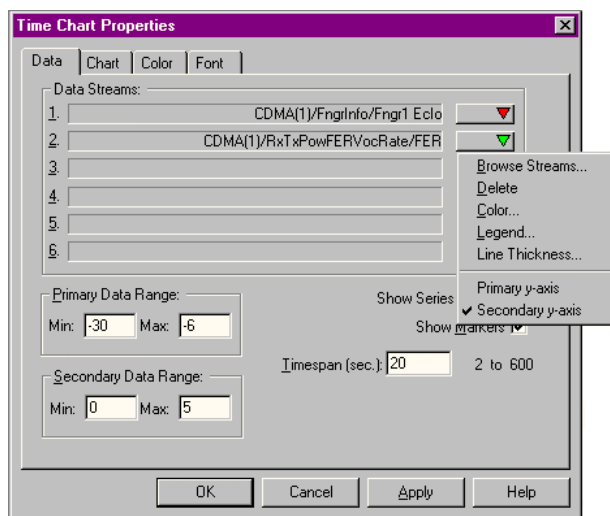 Time Chart Properties
Data Chart Color Font
Data Streams:
1. CDMA(1)/FngrInfo/Fngr1 EcIo
2. CDMA(1)/RxTxPowFERVocRate/FER
3.
4.
5.
6.
Browse Streams...
Delete
Color...
Legend...
Line Thickness...
Primary y-axis
Secondary y-axis
Primary Data Range:
Min: -30 Max: -6
Show Series
Show Markers
Timespan (sec.): 20 2 to 600
Secondary Data Range:
Min: 0 Max: 5
OK Cancel Apply Help